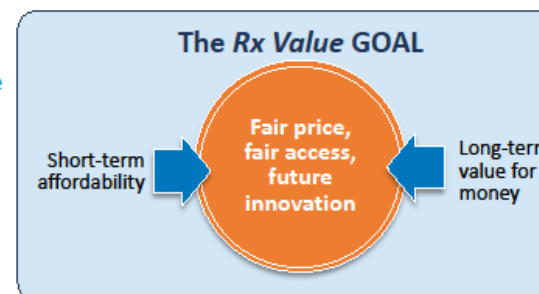 The Rx Value GOAL
e
Fair price,
fair access,
future
innovation
Short-term
affordability
Long-term
value for
money